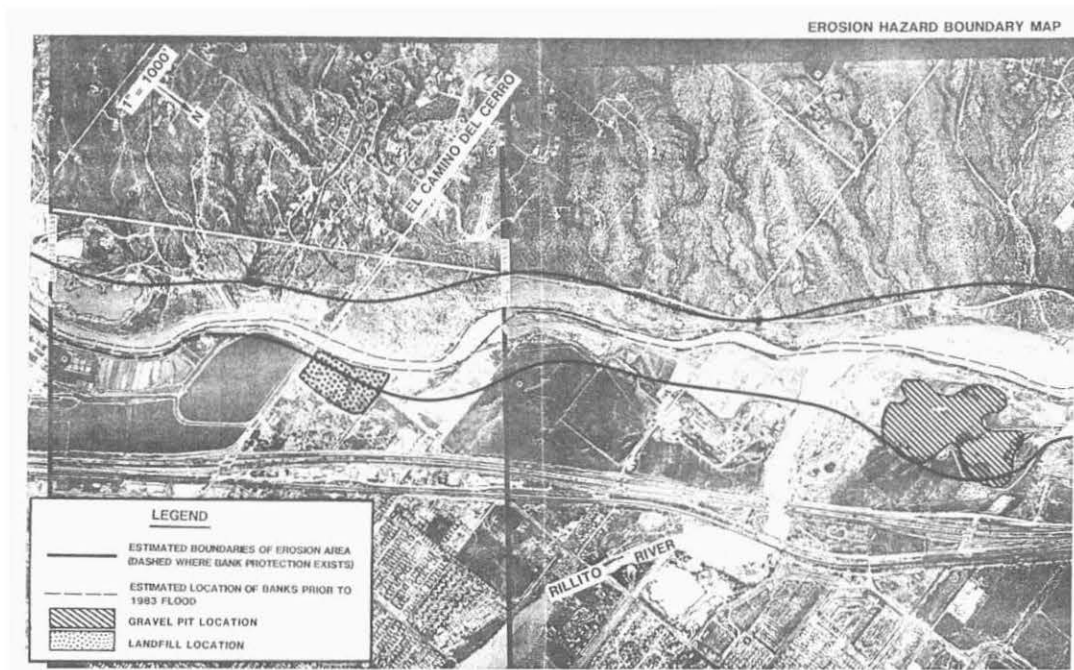 EROSION HAZARD BOUNDARY MAP
1" = 1000'
N
EL CAMINO DEL CERRO
RILLITO RIVER
LEGEND
ESTIMATED BOUNDARIES OF EROSION AREA
(DASHED WHERE BANK PROTECTION EXISTS)
ESTIMATED LOCATION OF BANKS PRIOR TO
1983 FLOOD
GRAVEL PIT LOCATION
LANDFILL LOCATION